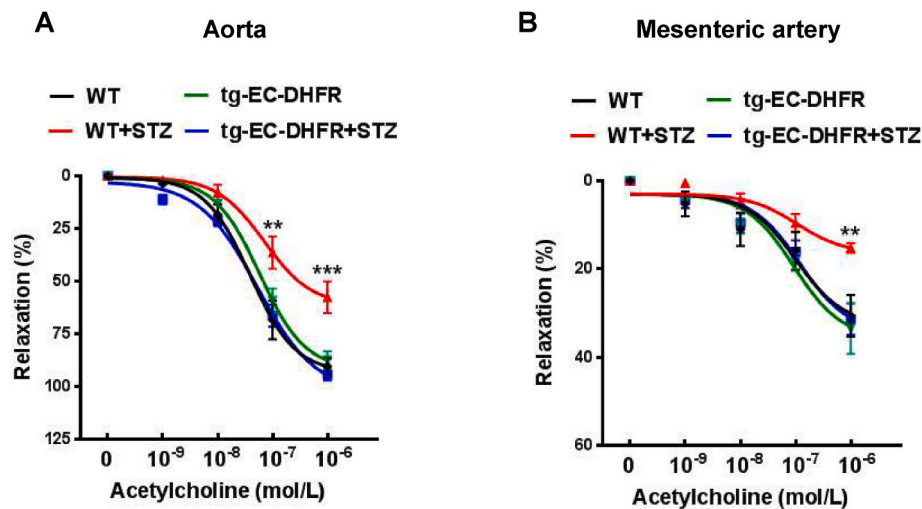 A Aorta
WT tg-EC-DHFR
WT+STZ tg-EC-DHFR+STZ
0
25
50
75
100
125
Relaxation (%)
**
***
0 10⁻⁹ 10⁻⁸ 10⁻⁷ 10⁻⁶
Acetylcholine (mol/L)
B Mesenteric artery
WT tg-EC-DHFR
WT+STZ tg-EC-DHFR+STZ
0
20
40
60
Relaxation (%)
**
0 10⁻⁹ 10⁻⁸ 10⁻⁷ 10⁻⁶
Acetylcholine (mol/L)